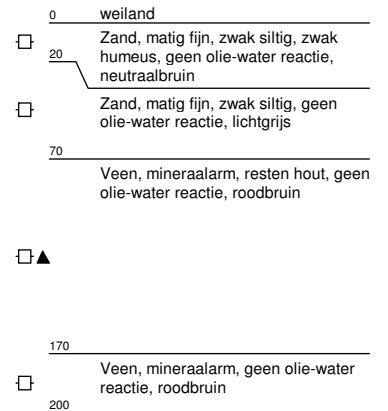 0 weiland
Zand, matig fijn, zwak siltig, zwak
20 humeus, geen olie-water reactie,
neutraalbruin
Zand, matig fijn, zwak siltig, geen
olie-water reactie, lichtgrijs
70
Veen, mineraalarm, resten hout, geen
olie-water reactie, roodbruin
170
Veen, mineraalarm, geen olie-water
reactie, roodbruin
200